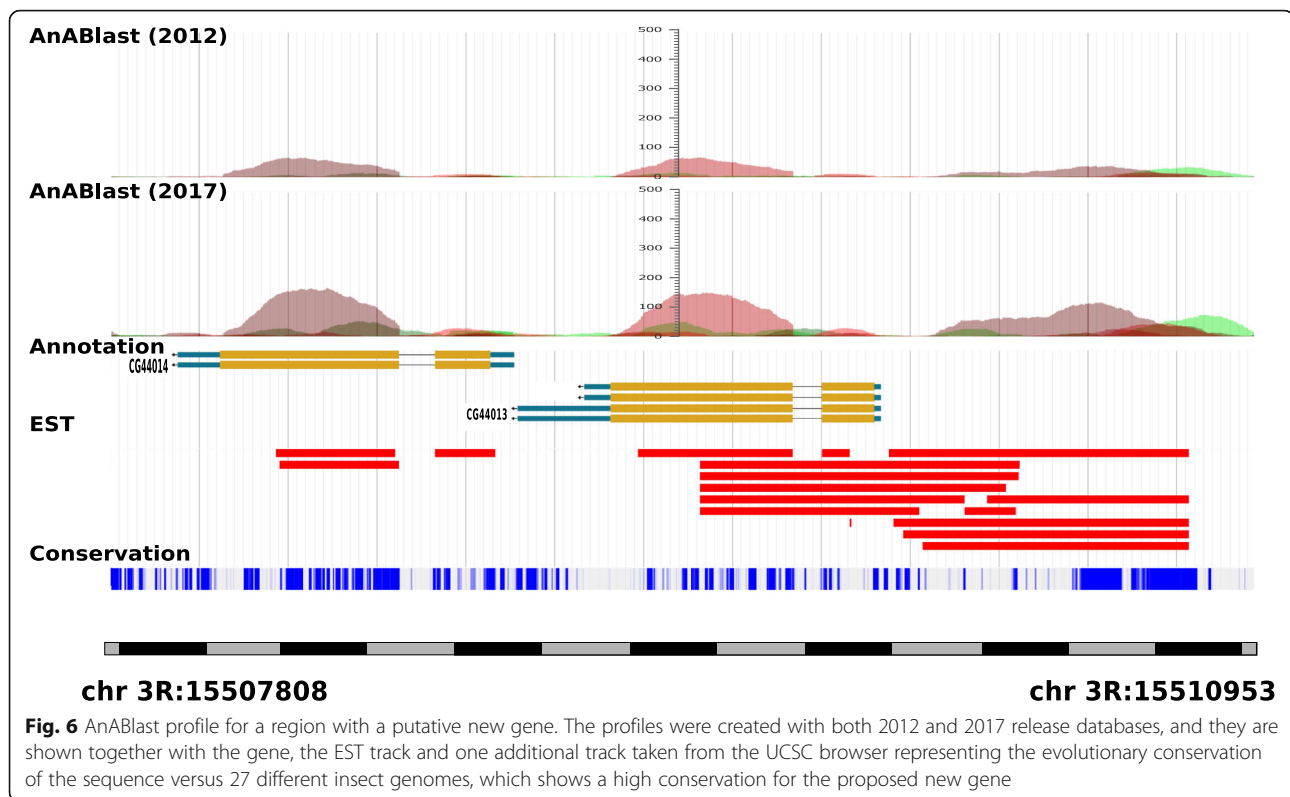 AnABlast (2012)
500
400
300
200
100
0
AnABlast (2017)
500
400
300
200
100
0
Annotation
CG44014
CG44013
EST
Conservation
chr 3R:15507808
chr 3R:15510953
Fig. 6 AnABlast profile for a region with a putative new gene. The profiles were created with both 2012 and 2017 release databases, and they are
shown together with the gene, the EST track and one additional track taken from the UCSC browser representing the evolutionary conservation
of the sequence versus 27 different insect genomes, which shows a high conservation for the proposed new gene